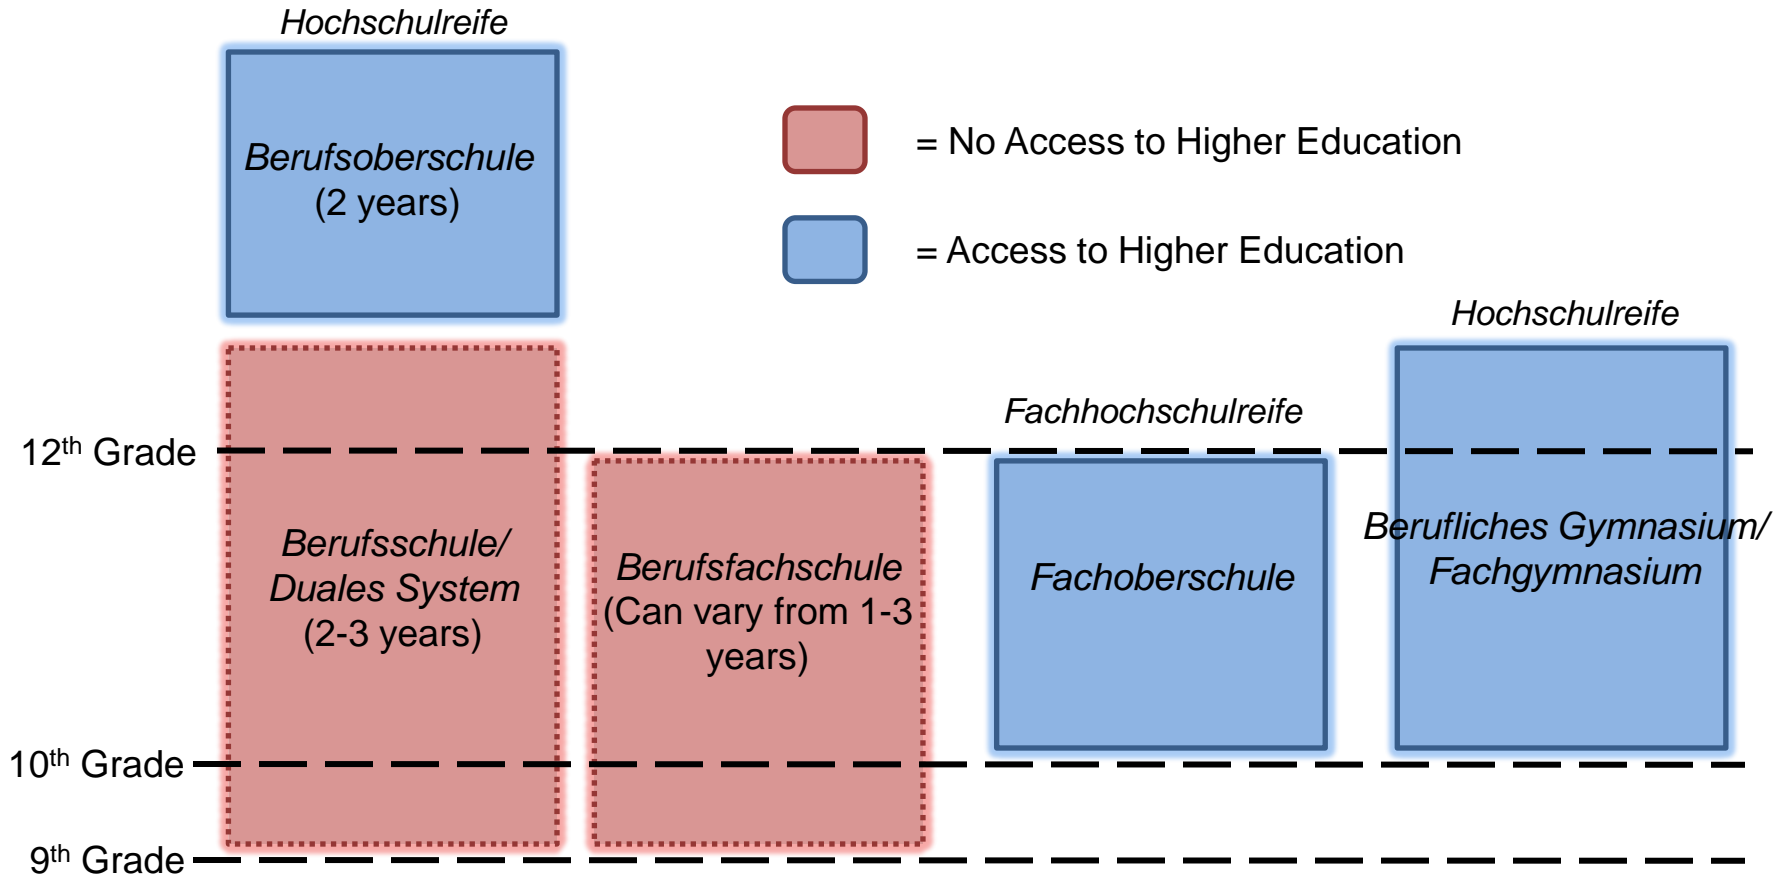 Hochschulreife
Berufsoberschule
(2 years)
= No Access to Higher Education
= Access to Higher Education
Hochschulreife
Fachhochschulreife
12th Grade
Berufsschule/
Duales System
(2-3 years)
Berufsfachschule
(Can vary from 1-3
years)
Fachoberschule
Berufliches Gymnasium/
Fachgymnasium
10th Grade
9th Grade